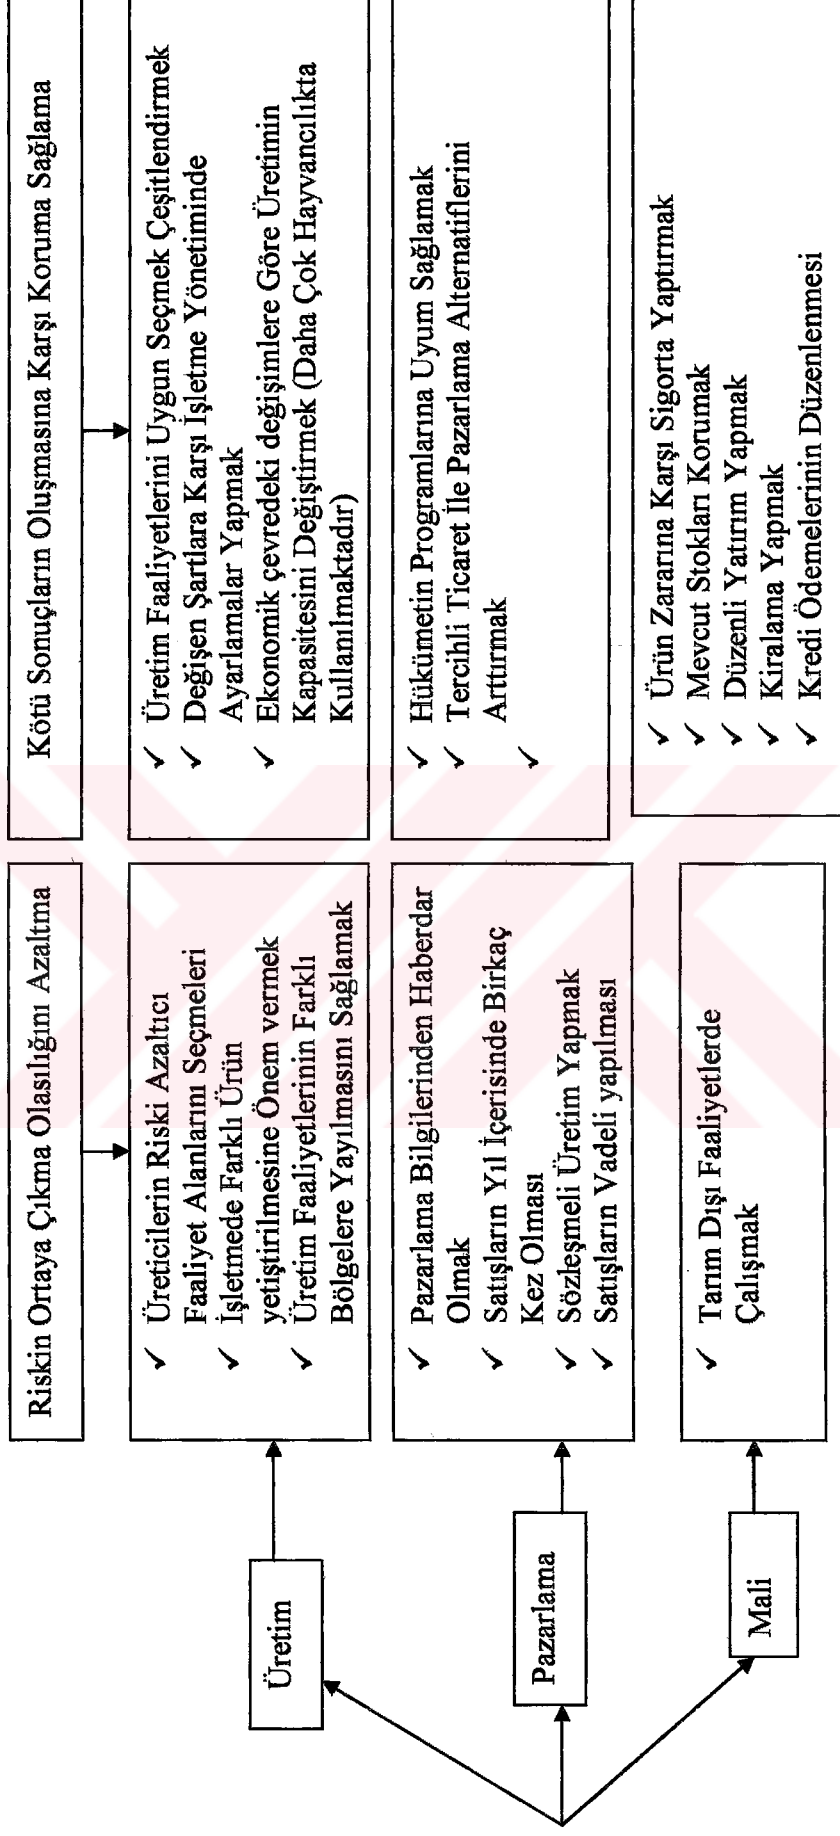 Riskin Ortaya Çıkma Olasılığını Azaltma
Kötü Sonuçların Oluşmasına Karşı Koruma Sağlama
Üretim
✓ Üreticilerin Riski Azaltıcı
Faaliyet Alanlarını Seçmeleri
✓ İşletmede Farklı Ürün
yetiştirilmesine Önem vermek
✓ Üretim Faaliyetlerinin Farklı
Bölgelere Yayılmasını Sağlamak
✓ Üretim Faaliyetlerini Uygun Seçmek Çeşitlendirmek
✓ Değişen Şartlara Karşı İşletme Yönetiminde
Ayarlamalar Yapmak
✓ Ekonomik çevredeki değişimlere Göre Üretimin
Kapasitesini Değiştirmek (Daha Çok Hayvancılıkta
Kullanılmaktadır)
Pazarlama
✓ Pazarlama Bilgilerinden Haberdar
Olmak
✓ Satışların Yıl İçerisinde Birkaç
Kez Olması
✓ Sözleşmeli Üretim Yapmak
✓ Satışların Vadeli yapılması
✓ Hükümetin Programlarına Uyum Sağlamak
✓ Tercihli Ticaret İle Pazarlama Alternatiflerini
Arttırmak
✓
Mali
✓ Tarım Dışı Faaliyetlerde
Çalışmak
✓ Ürün Zararına Karşı Sigorta Yaptırmak
✓ Mevcut Stokları Korumak
✓ Düzenli Yatırım Yapmak
✓ Kiralama Yapmak
✓ Kredi Ödemelerinin Düzenlenmesi